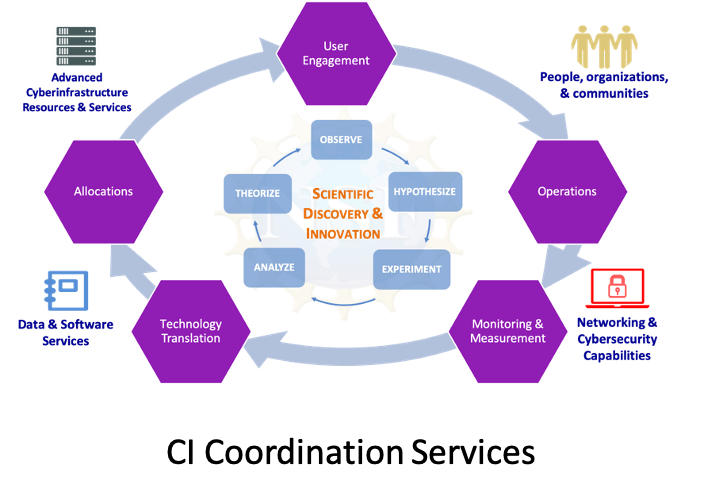 User
Engagement
Advanced
Cyberinfrastructure
Resources & Services
People, organizations,
& communities
OBSERVE
Allocations
THEORIZE
SCIENTIFIC
DISCOVERY &
INNOVATION
HYPOTHESIZE
Operations
ANALYZE
EXPERIMENT
Data & Software
Services
Technology
Translation
Monitoring &
Measurement
Networking &
Cybersecurity
Capabilities
CI Coordination Services